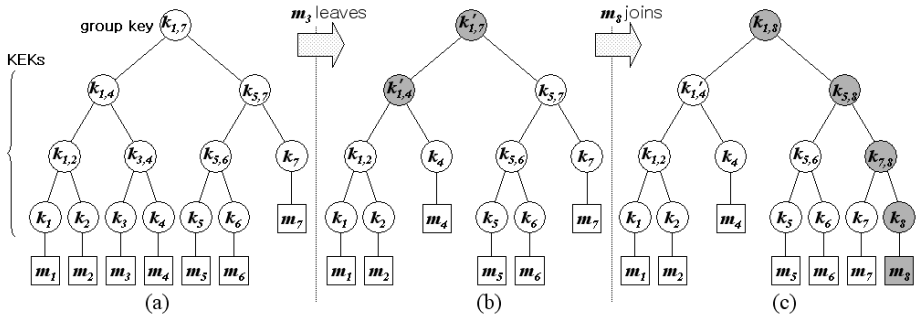 group key k1,7 m3 leaves k′1,7 m8 joins k1,8
KEKs
k1,4 k5,7 k′1,4 k5,7 k′1,4 k5,8
k1,2 k3,4 k5,6 k7 k1,2 k4 k5,6 k7 k1,2 k4 k5,6 k7,8
k1 k2 k3 k4 k5 k6 m7 k1 k2 m4 k5 k6 m7 k1 k2 m4 k5 k6 k7 k8
m1 m2 m3 m4 m5 m6 m1 m2 m5 m6 m1 m2 m5 m6 m7 m8
(a) (b) (c)